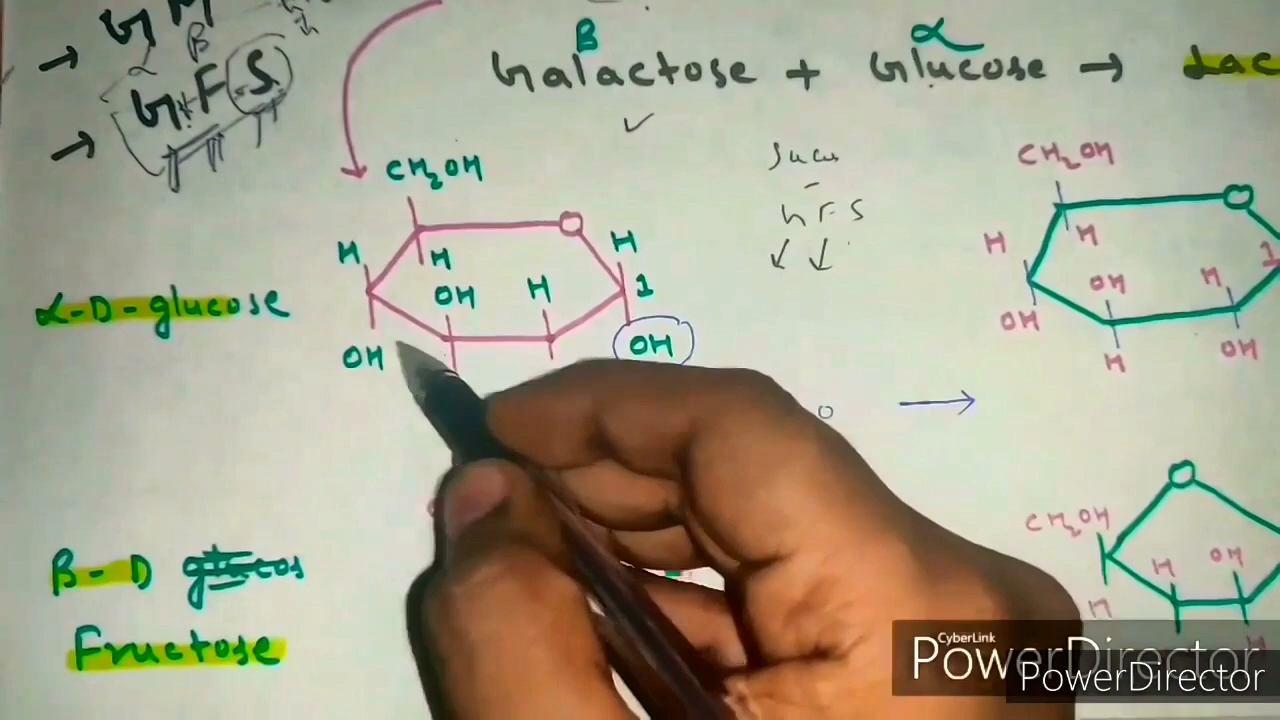 → G M
α β
→ G + F S
β α
Galactose + Glucose → Lac
✓
CH₂OH
H H H 1
OH H
OH OH
α-D-glucose
G F S
↓ ↓
CH₂OH
H H 1
OH H
OH H OH
→
β-D
Fructose
CH₂OH
H OH
H H
CyberLink
PowerDirector
PowerDirector